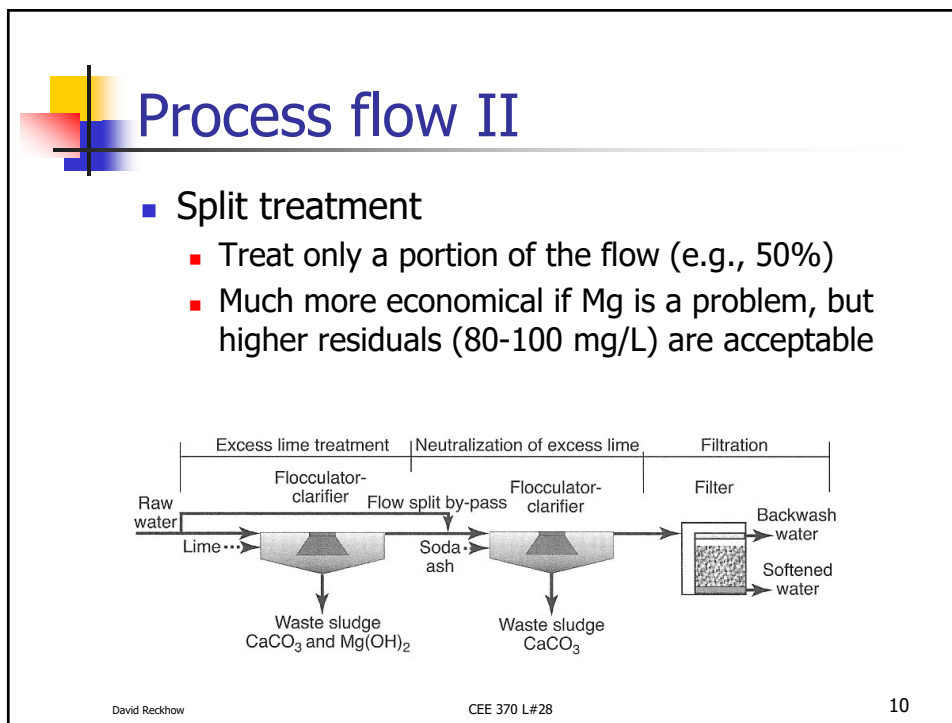 Process flow II
Split treatment
Treat only a portion of the flow (e.g., 50%)
Much more economical if Mg is a problem, but
higher residuals (80-100 mg/L) are acceptable
Excess lime treatment
Neutralization of excess lime
Filtration
Raw
water
Flocculator-
clarifier
Flow split by-pass
Flocculator-
clarifier
Filter
Lime
Soda
ash
Backwash
water
Softened
water
Waste sludge
CaCO₃ and Mg(OH)₂
Waste sludge
CaCO₃
David Reckhow
CEE 370 L#28
10